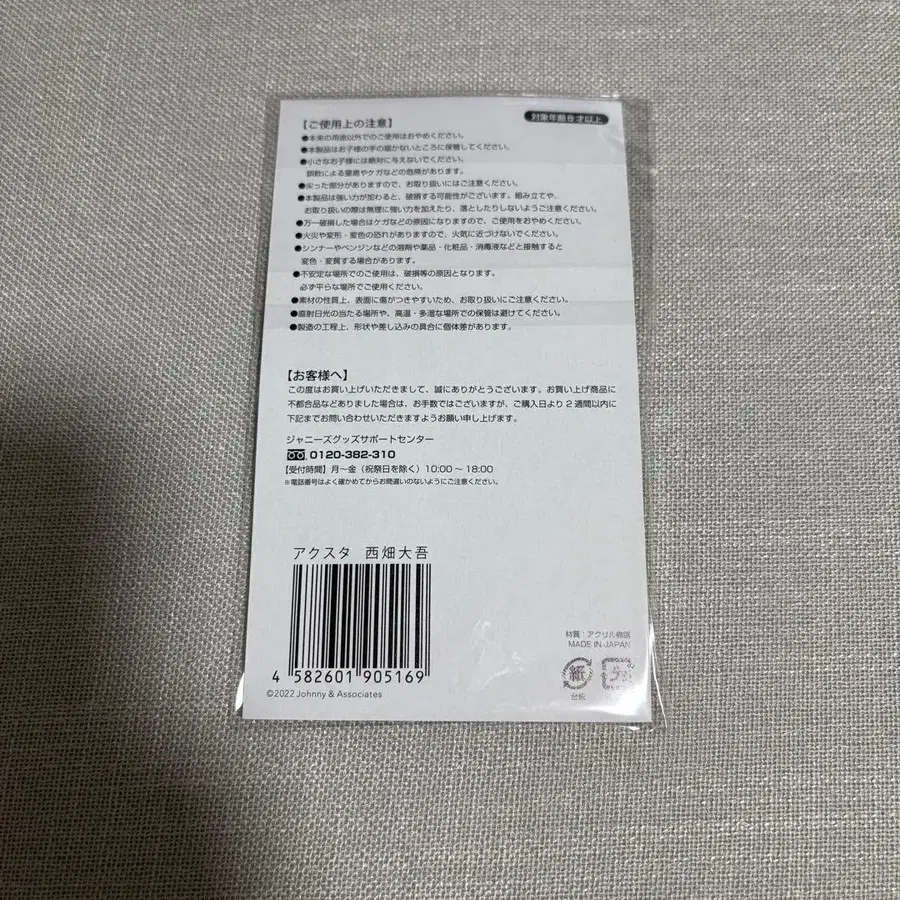 【ご使用上の注意】
対象年齢8才以上
●本来の用途以外でのご使用はおやめください。
●本製品はお子様の手の届かないところに保管してください。
●小さなお子様には絶対に与えないでください。
誤飲による窒息やケガなどの危険があります。
●尖った部分がありますので、お取り扱いにはご注意ください。
●本製品は強い力が加わると、破損する可能性がございます。組み立てや、
お取り扱いの際は無理に強い力を加えたり、落としたりしないようご注意ください。
●万一破損した場合はケガなどの原因になりますので、ご使用をおやめください。
●火災や変形・変色の恐れがありますので、火気に近づけないでください。
●シンナーやベンジンなどの溶剤や薬品・化粧品・消毒液などと接触すると
変色・変質する場合があります。
●不安定な場所でのご使用は、破損等の原因となります。
必ず平らな場所でご使用ください。
●素材の性質上、表面に傷がつきやすいため、お取り扱いにご注意ください。
●直射日光の当たる場所や、高温・多湿な場所での保管は避けてください。
●製造の工程上、形状や差し込みの具合に個体差があります。
【お客様へ】
この度はお買い上げいただきまして、誠にありがとうございます。お買い上げ商品に
不都合品などありました場合は、お手数ではございますが、ご購入日より2週間以内に
下記までお問い合わせいただきますようお願い申し上げます。
ジャニーズグッズサポートセンター
0120-382-310
【受付時間】月～金（祝祭日を除く）10:00～18:00
※電話番号はよく確かめてからお間違いのないようにご注意ください。
アクスタ 西畑大吾
4 582601 905169
©2022 Johnny & Associates
材質：アクリル樹脂
MADE IN JAPAN
紙
台紙